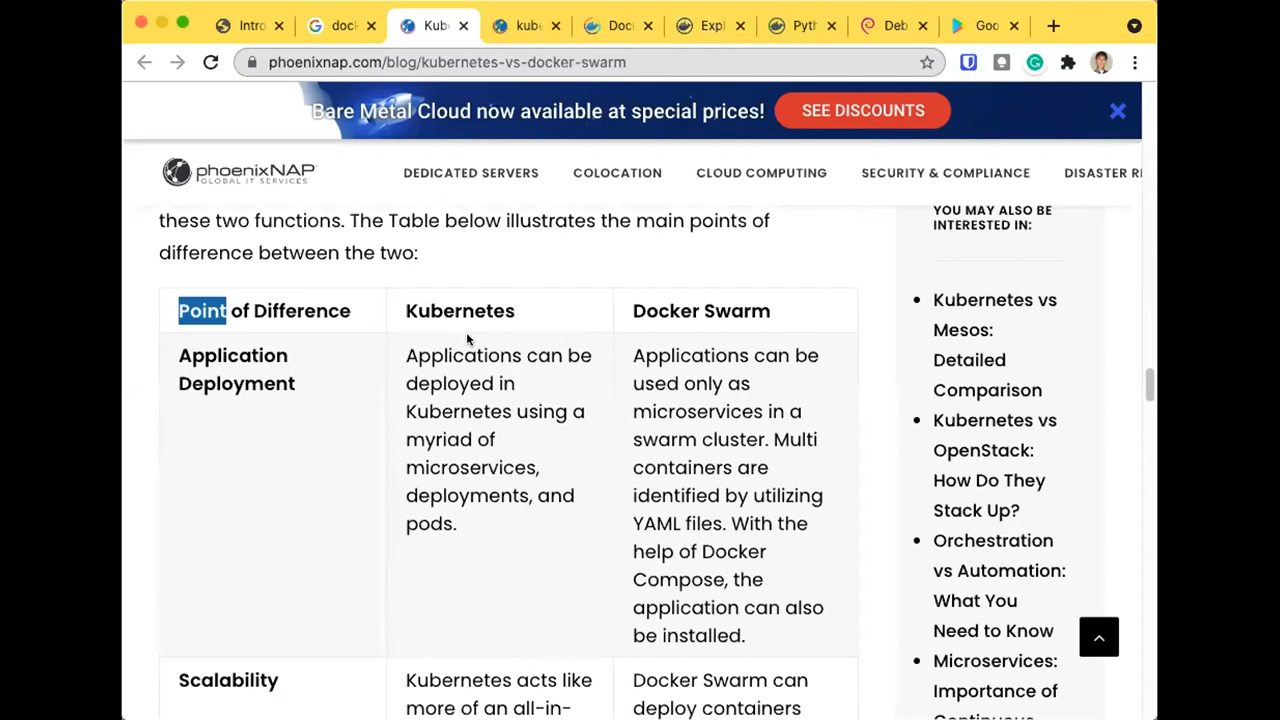 Intro
dock
Kube
kube
Doc
Expl
Pyth
Deb
Goo
phoenixnap.com/blog/kubernetes-vs-docker-swarm
Bare Metal Cloud now available at special prices!
SEE DISCOUNTS
phoenixNAP
GLOBAL IT SERVICES
DEDICATED SERVERS
COLOCATION
CLOUD COMPUTING
SECURITY & COMPLIANCE
DISASTER RE
these two functions. The Table below illustrates the main points of
difference between the two:
Point of Difference
Kubernetes
Docker Swarm
Application
Deployment
Applications can be
deployed in
Kubernetes using a
myriad of
microservices,
deployments, and
pods.
Applications can be
used only as
microservices in a
swarm cluster. Multi
containers are
identified by utilizing
YAML files. With the
help of Docker
Compose, the
application can also
be installed.
Scalability
Kubernetes acts like
more of an all-in-
Docker Swarm can
deploy containers
YOU MAY ALSO BE
INTERESTED IN:
Kubernetes vs
Mesos:
Detailed
Comparison
Kubernetes vs
OpenStack:
How Do They
Stack Up?
Orchestration
vs Automation:
What You
Need to Know
Microservices:
Importance of